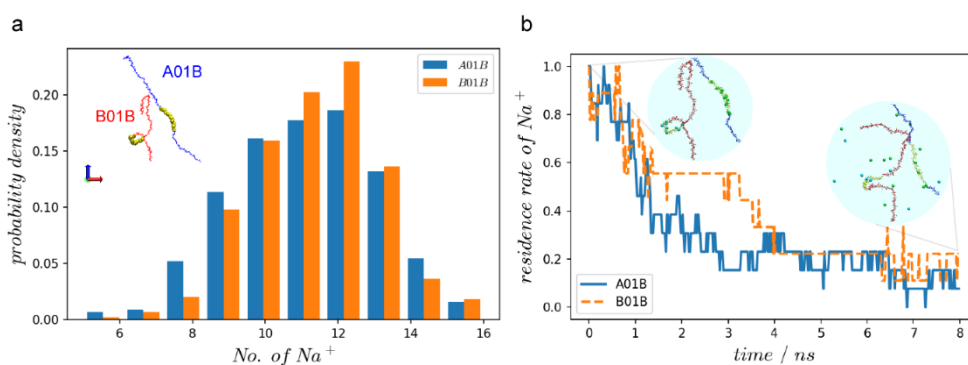 a
A01B
B01B
A01B
B01B
0.20
0.15
0.10
0.05
0.00
probability density
6 8 10 12 14 16
No. of Na⁺
b
1.0
0.8
0.6
0.4
0.2
0.0
residence rate of Na⁺
A01B
B01B
0 1 2 3 4 5 6 7 8
time / ns